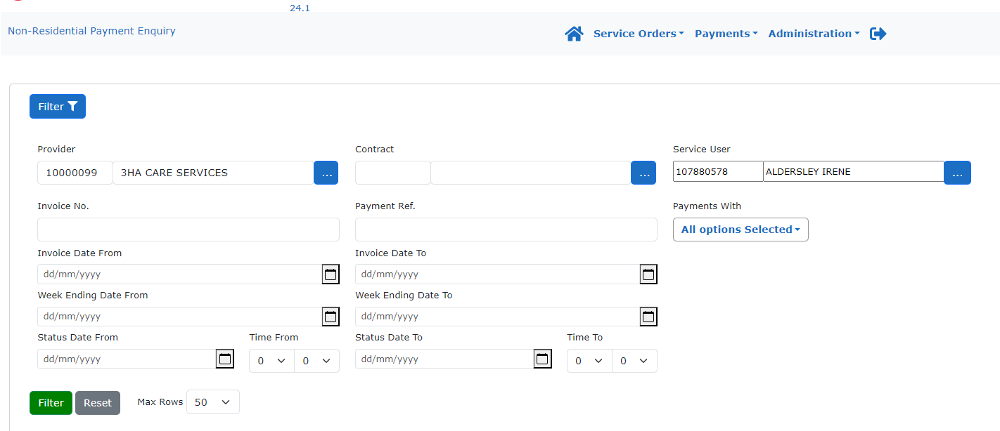 24.1
Non-Residential Payment Enquiry
Service Orders Payments Administration
Filter
Provider Contract Service User
10000099 3HA CARE SERVICES ... ... 107880578 ALDERSLEY IRENE ...
Invoice No. Payment Ref. Payments With
All options Selected
Invoice Date From Invoice Date To
dd/mm/yyyy dd/mm/yyyy
Week Ending Date From Week Ending Date To
dd/mm/yyyy dd/mm/yyyy
Status Date From Time From Status Date To Time To
dd/mm/yyyy 0 0 dd/mm/yyyy 0 0
Filter Reset Max Rows 50